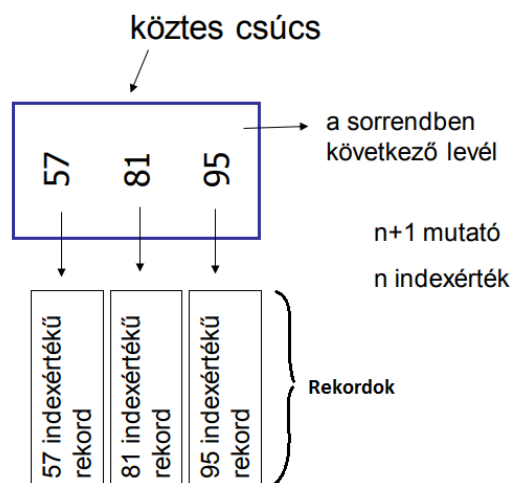 köztes csúcs
57
81
95
a sorrendben
következő levél
n+1 mutató
n indexérték
57 indexértékű
rekord
81 indexértékű
rekord
95 indexértékű
rekord
Rekordok